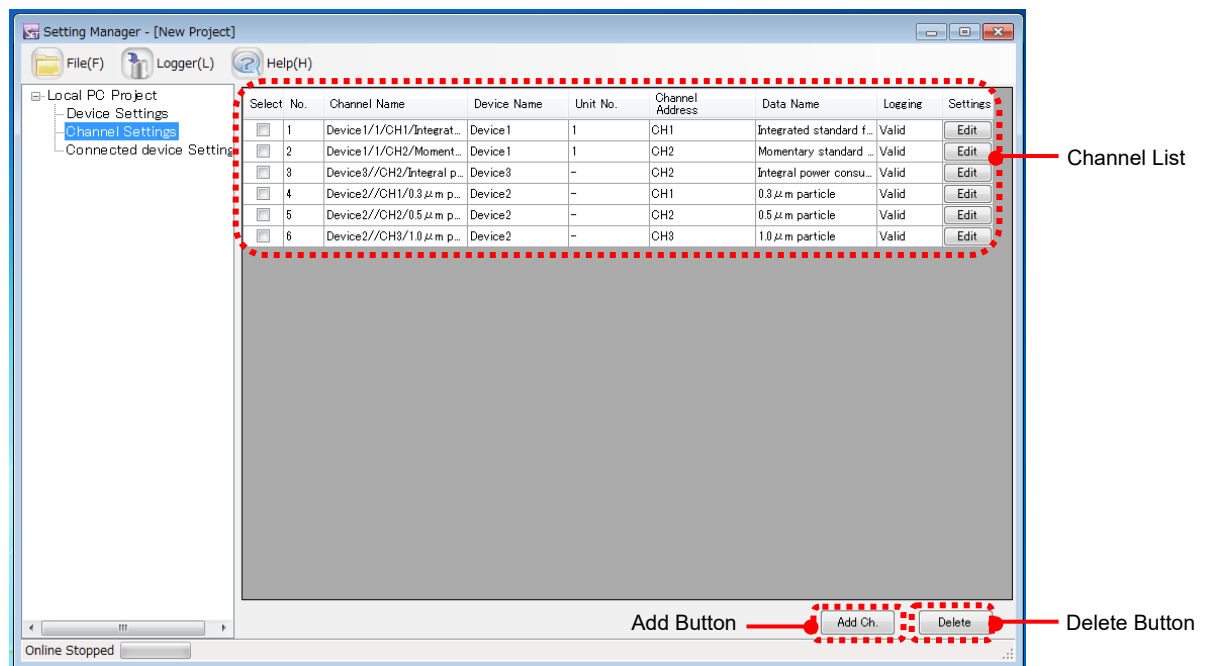 Setting Manager - [New Project]
File(F) Logger(L) Help(H)
Local PC Project
Device Settings
Channel Settings
Connected device Setting
Select No. Channel Name Device Name Unit No. Channel Address Data Name Logging Settings
1 Device1/1/CH1/Integrat... Device1 1 CH1 Integrated standard f... Valid Edit
2 Device1/1/CH2/Moment... Device1 1 CH2 Momentary standard ... Valid Edit
3 Device3//CH2/Integral p... Device3 - CH2 Integral power consu... Valid Edit
4 Device2//CH1/0.3μm p... Device2 - CH1 0.3μm particle Valid Edit
5 Device2//CH2/0.5μm p... Device2 - CH2 0.5μm particle Valid Edit
6 Device2//CH3/1.0μm p... Device2 - CH3 1.0μm particle Valid Edit
Channel List
Add Button Add Ch. Delete Delete Button
Online Stopped